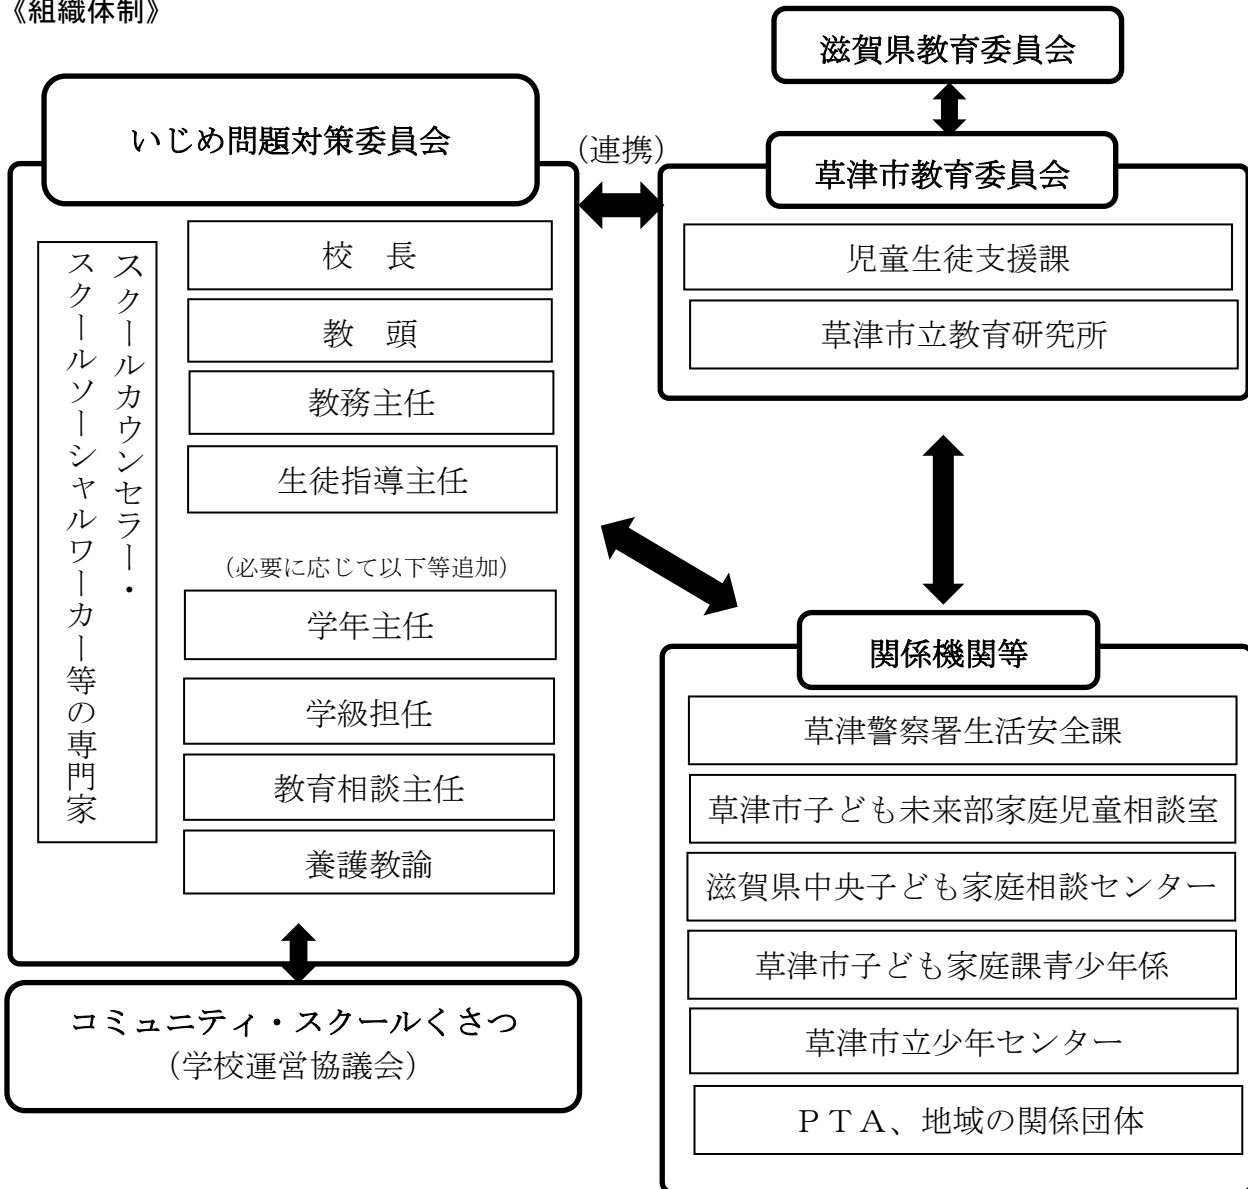 《組織体制》
滋賀県教育委員会
いじめ問題対策委員会
(連携)
草津市教育委員会
児童生徒支援課
草津市立教育研究所
スクールカウンセラー・
スクールソーシャルワーカー等の専門家
校　長
教　頭
教務主任
生徒指導主任
(必要に応じて以下等追加)
学年主任
学級担任
教育相談主任
養護教諭
関係機関等
草津警察署生活安全課
草津市子ども未来部家庭児童相談室
滋賀県中央子ども家庭相談センター
草津市子ども家庭課青少年係
草津市立少年センター
ＰＴＡ、地域の関係団体
コミュニティ・スクールくさつ
(学校運営協議会)